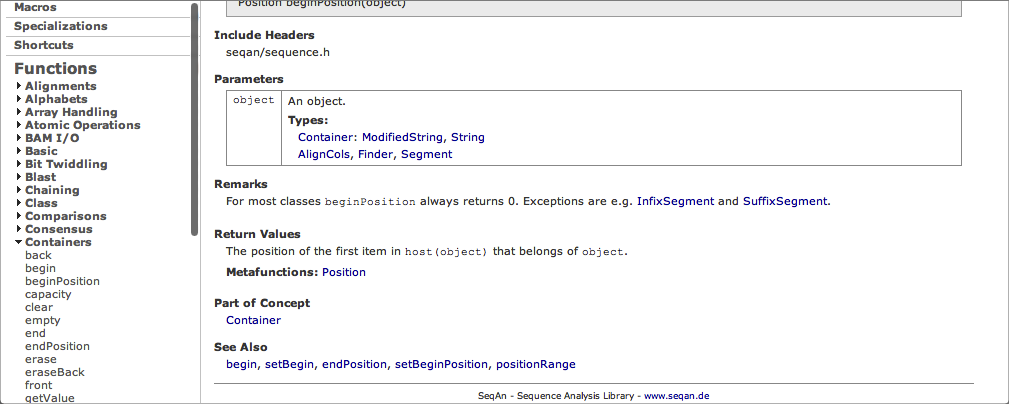 Macros
Specializations
Shortcuts
Functions
Alignments
Alphabets
Array Handling
Atomic Operations
BAM I/O
Basic
Bit Twiddling
Blast
Chaining
Class
Comparisons
Consensus
Containers
back
begin
beginPosition
capacity
clear
empty
end
endPosition
erase
eraseBack
front
getValue
Position beginPosition(object)
Include Headers
seqan/sequence.h
Parameters
object
An object.
Types:
Container: ModifiedString, String
AlignCols, Finder, Segment
Remarks
For most classes beginPosition always returns 0. Exceptions are e.g. InfixSegment and SuffixSegment.
Return Values
The position of the first item in host(object) that belongs of object.
Metafunctions: Position
Part of Concept
Container
See Also
begin, setBegin, endPosition, setBeginPosition, positionRange
SeqAn - Sequence Analysis Library - www.seqan.de